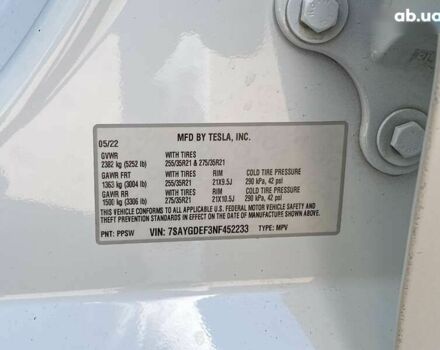 ab.ua
MFD BY TESLA, INC.
05/22
GVWR WITH TIRES
2382 kg (5252 lb) 255/35R21 & 275/35R21
GAWR FRT WITH TIRES RIM COLD TIRE PRESSURE
1363 kg (3004 lb) 255/35R21 21X9.5J 290 kPa, 42 psi
GAWR RR WITH TIRES RIM COLD TIRE PRESSURE
1500 kg (3306 lb) 275/35R21 21X10.5J 290 kPa, 42 psi
THIS VEHICLE CONFORMS TO ALL APPLICABLE U.S. FEDERAL MOTOR VEHICLE
SAFETY AND THEFT PREVENTION STANDARDS IN EFFECT ON THE DATE OF
MANUFACTURE SHOWN ABOVE.
PNT: PPSW VIN: 7SAYGDEF3NF452233 TYPE: MPV